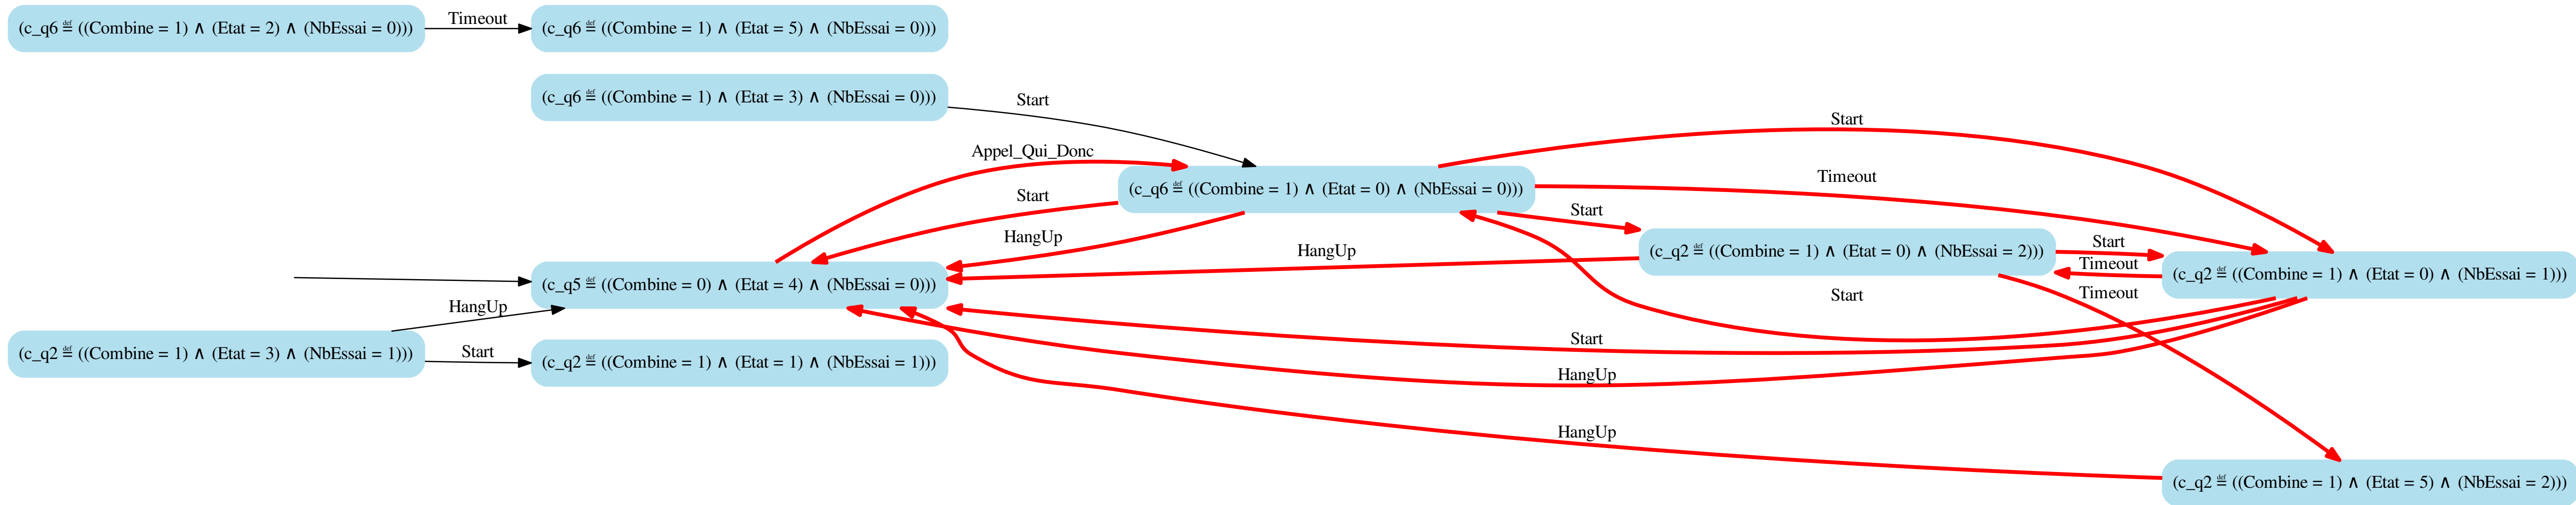 (c_q6 ≝ ((Combine = 1) ∧ (Etat = 2) ∧ (NbEssai = 0)))
Timeout
(c_q6 ≝ ((Combine = 1) ∧ (Etat = 5) ∧ (NbEssai = 0)))
(c_q6 ≝ ((Combine = 1) ∧ (Etat = 3) ∧ (NbEssai = 0)))
Start
Start
Appel_Qui_Donc
Timeout
(c_q6 ≝ ((Combine = 1) ∧ (Etat = 0) ∧ (NbEssai = 0)))
Start
Start
HangUp
HangUp
(c_q2 ≝ ((Combine = 1) ∧ (Etat = 0) ∧ (NbEssai = 2)))
Start
Timeout
(c_q2 ≝ ((Combine = 1) ∧ (Etat = 0) ∧ (NbEssai = 1)))
(c_q5 ≝ ((Combine = 0) ∧ (Etat = 4) ∧ (NbEssai = 0)))
Start
Timeout
HangUp
Start
(c_q2 ≝ ((Combine = 1) ∧ (Etat = 3) ∧ (NbEssai = 1)))
Start
(c_q2 ≝ ((Combine = 1) ∧ (Etat = 1) ∧ (NbEssai = 1)))
HangUp
HangUp
(c_q2 ≝ ((Combine = 1) ∧ (Etat = 5) ∧ (NbEssai = 2)))